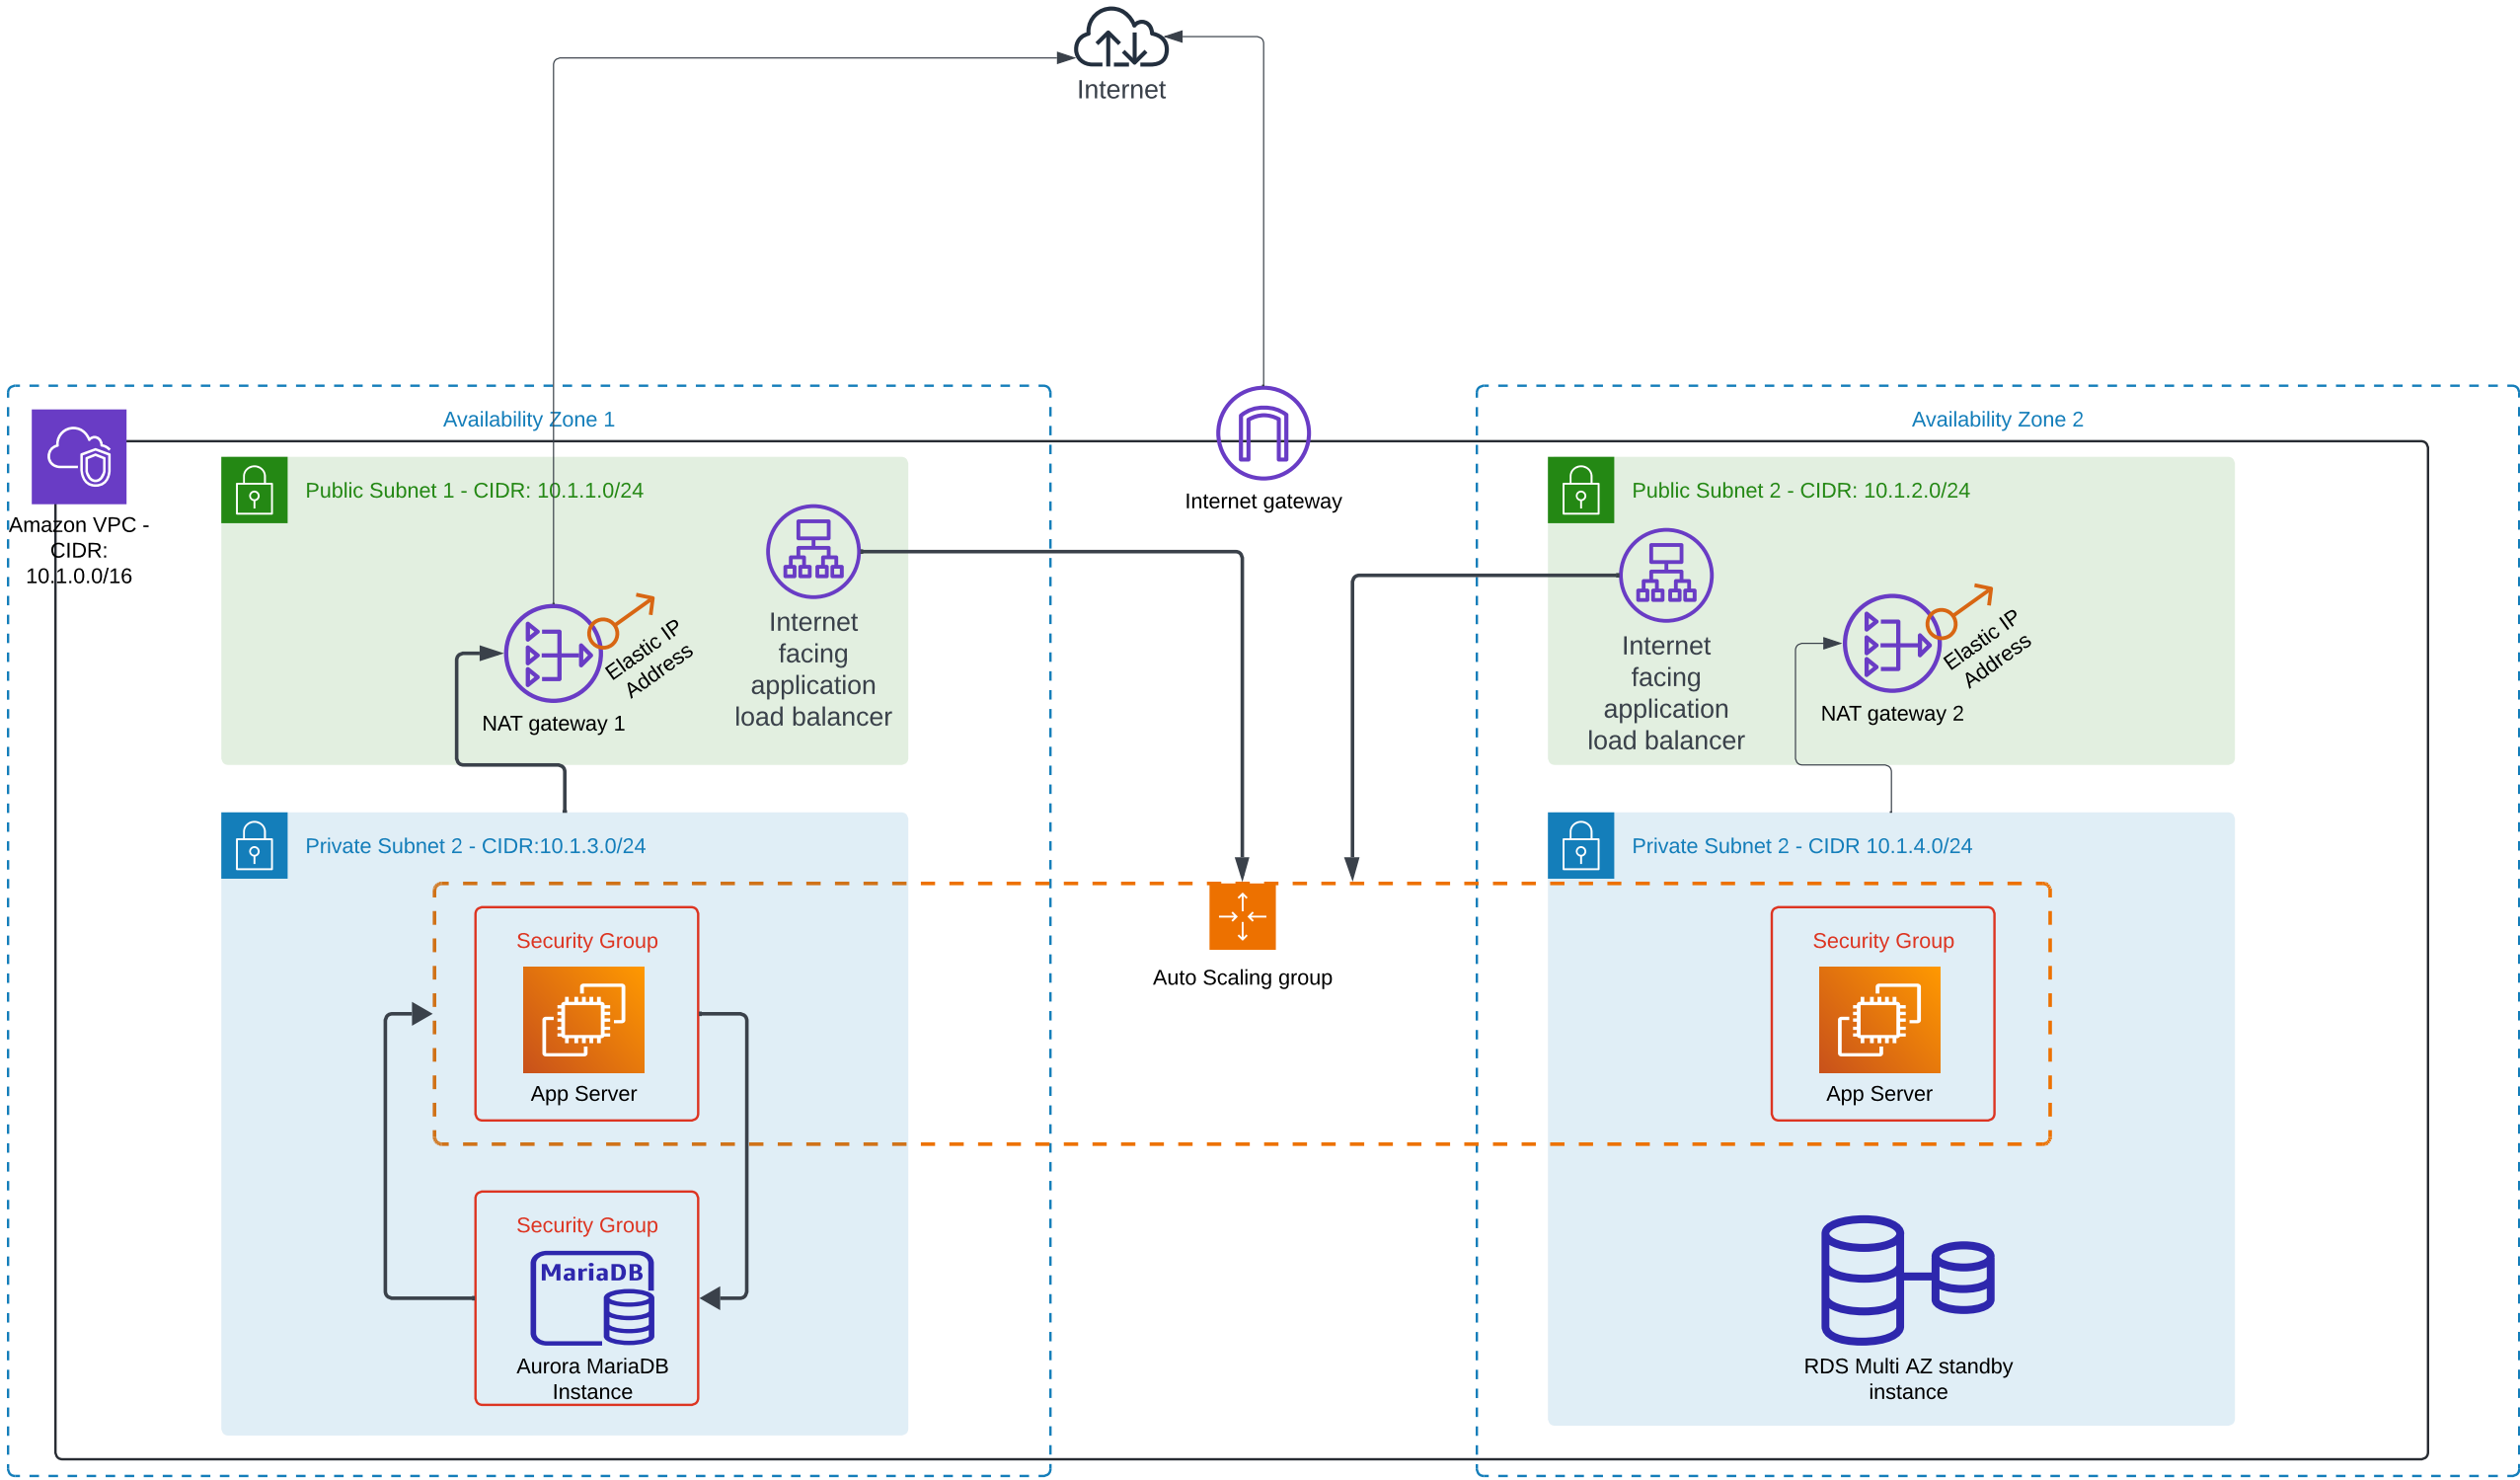 Internet
Availability Zone 1
Availability Zone 2
Amazon VPC -
CIDR:
10.1.0.0/16
Public Subnet 1 - CIDR: 10.1.1.0/24
Internet gateway
Public Subnet 2 - CIDR: 10.1.2.0/24
Internet
facing
application
load balancer
Elastic IP
Address
NAT gateway 1
Internet
facing
application
load balancer
Elastic IP
Address
NAT gateway 2
Private Subnet 2 - CIDR:10.1.3.0/24
Private Subnet 2 - CIDR 10.1.4.0/24
Security Group
App Server
Auto Scaling group
Security Group
App Server
Security Group
MariaDB
Aurora MariaDB
Instance
RDS Multi AZ standby
instance